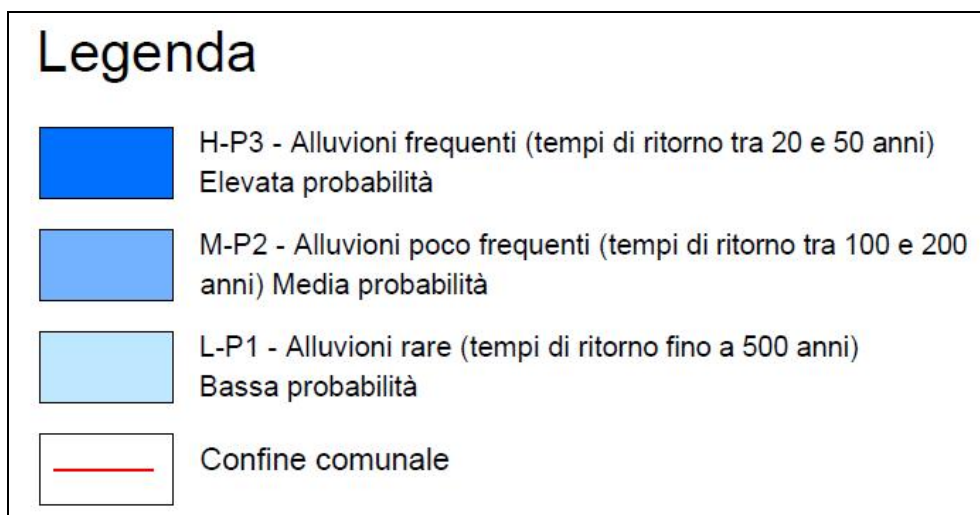 Legenda
H-P3 - Alluvioni frequenti (tempi di ritorno tra 20 e 50 anni)
Elevata probabilità
M-P2 - Alluvioni poco frequenti (tempi di ritorno tra 100 e 200
anni) Media probabilità
L-P1 - Alluvioni rare (tempi di ritorno fino a 500 anni)
Bassa probabilità
Confine comunale